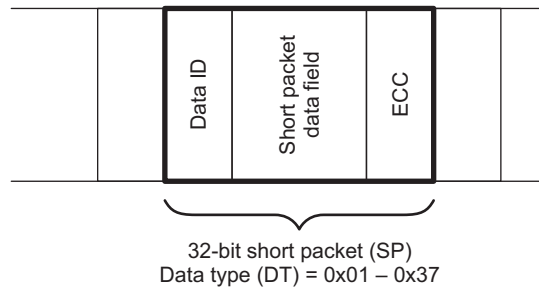 Data ID
Short packet
data field
ECC
32-bit short packet (SP)
Data type (DT) = 0x01 – 0x37